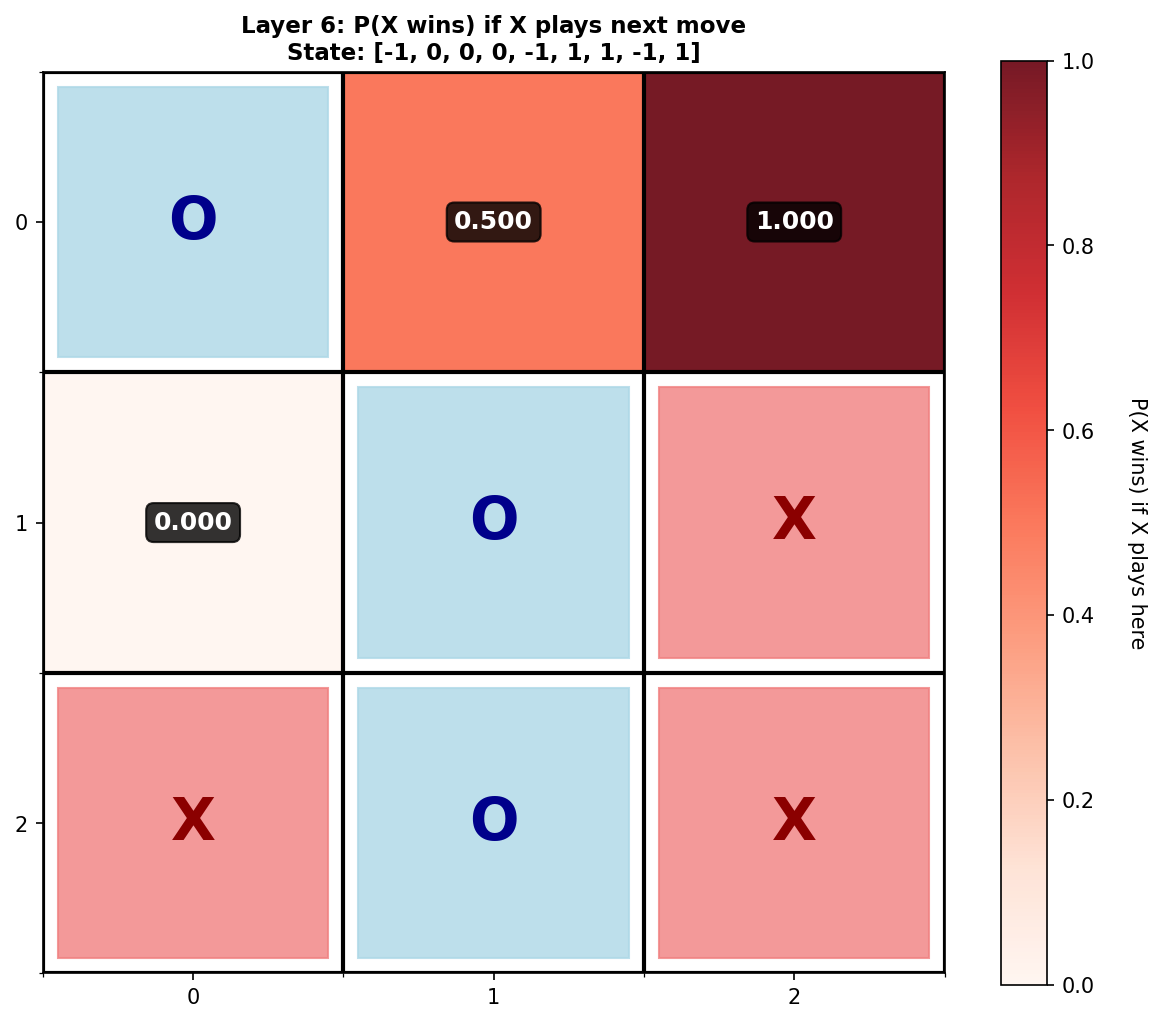 Layer 6: P(X wins) if X plays next move
State: [-1, 0, 0, 0, -1, 1, 1, -1, 1]
0
O
0.500
1.000
1
0.000
O
X
2
X
O
X
0
1
2
1.0
0.8
0.6
0.4
0.2
0.0
P(X wins) if X plays here